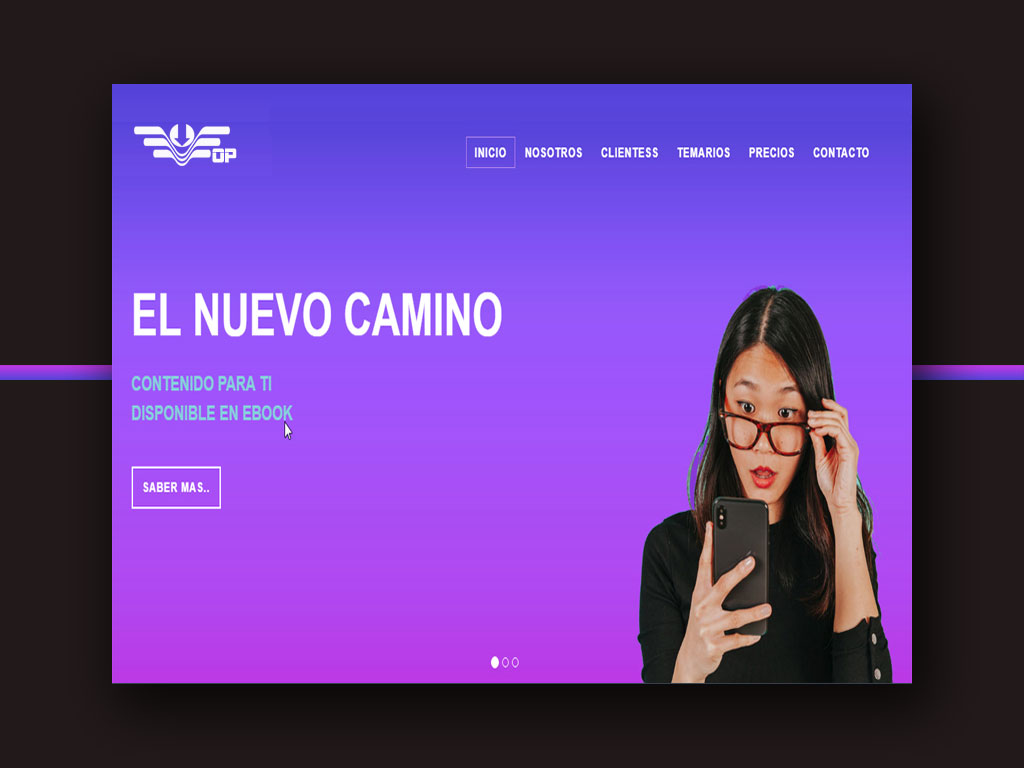 OP
INICIO NOSOTROS CLIENTESS TEMARIOS PRECIOS CONTACTO
EL NUEVO CAMINO
CONTENIDO PARA TI
DISPONIBLE EN EBOOK
SABER MAS..